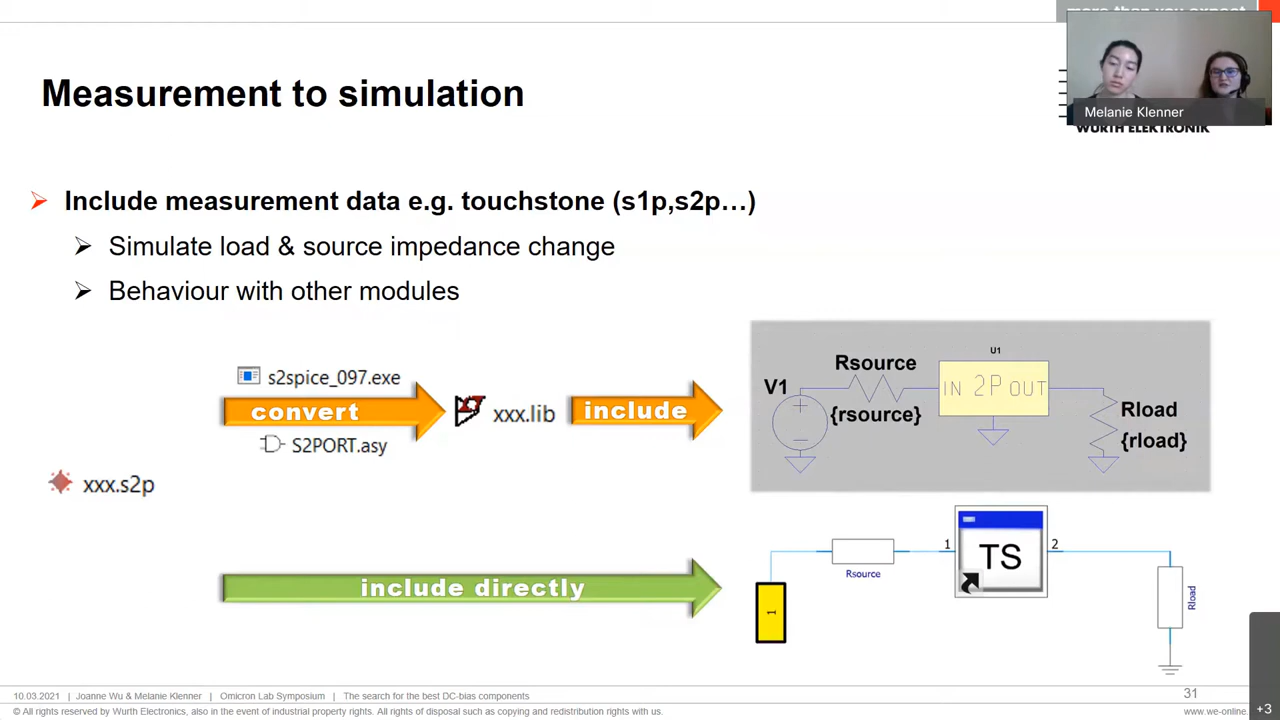 more than you expect
Measurement to simulation
Melanie Klenner
WÜRTH ELEKTRONIK
Include measurement data e.g. touchstone (s1p,s2p…)
Simulate load & source impedance change
Behaviour with other modules
s2spice_097.exe
convert
S2PORT.asy
xxx.lib
include
xxx.s2p
include directly
U1
Rsource
V1
IN 2P OUT
{rsource}
Rload
{rload}
1
TS
2
Rsource
1
Rload
10.03.2021 | Joanne Wu & Melanie Klenner | Omicron Lab Symposium | The search for the best DC-bias components
31
© All rights reserved by Wurth Electronics, also in the event of industrial property rights. All rights of disposal such as copying and redistribution rights with us.
www.we-online.
+3